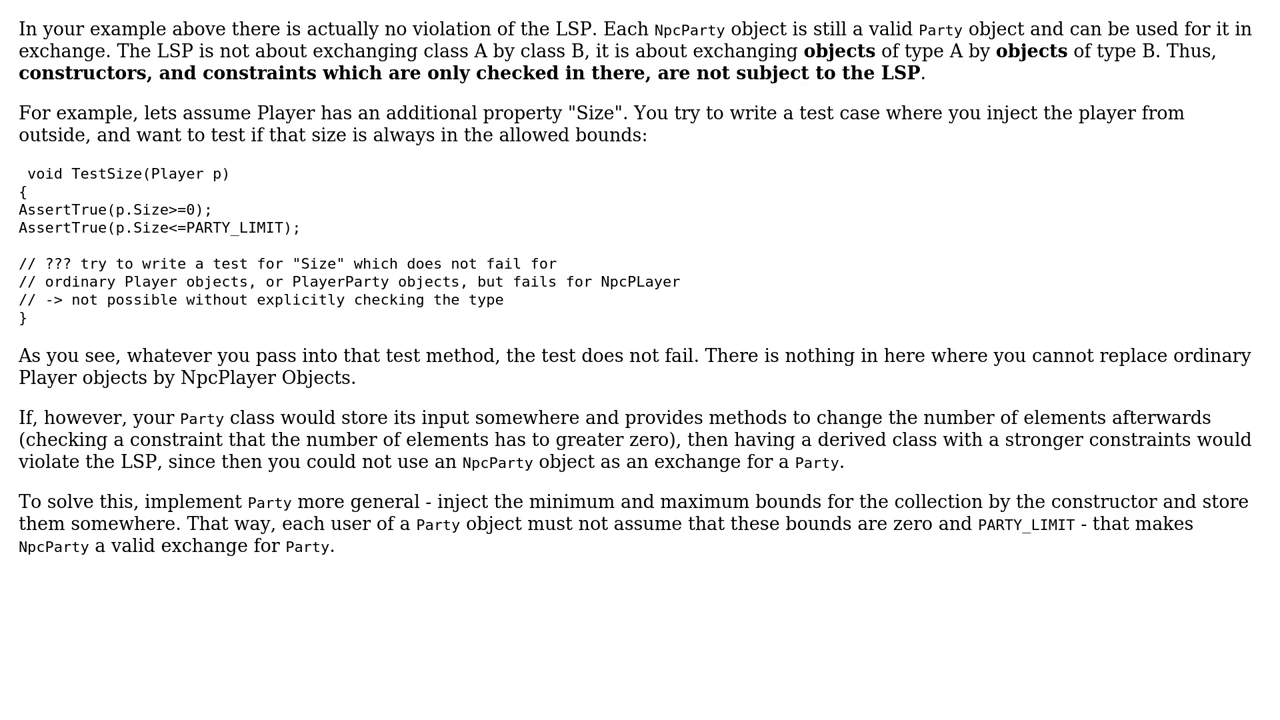 In your example above there is actually no violation of the LSP. Each NpcParty object is still a valid Party object and can be used for it in
exchange. The LSP is not about exchanging class A by class B, it is about exchanging objects of type A by objects of type B. Thus,
constructors, and constraints which are only checked in there, are not subject to the LSP.
For example, lets assume Player has an additional property "Size". You try to write a test case where you inject the player from
outside, and want to test if that size is always in the allowed bounds:
void TestSize(Player p)
{
AssertTrue(p.Size>=0);
AssertTrue(p.Size<=PARTY_LIMIT);
// ??? try to write a test for "Size" which does not fail for
// ordinary Player objects, or PlayerParty objects, but fails for NpcPLayer
// -> not possible without explicitly checking the type
}
As you see, whatever you pass into that test method, the test does not fail. There is nothing in here where you cannot replace ordinary
Player objects by NpcPlayer Objects.
If, however, your Party class would store its input somewhere and provides methods to change the number of elements afterwards
(checking a constraint that the number of elements has to greater zero), then having a derived class with a stronger constraints would
violate the LSP, since then you could not use an NpcParty object as an exchange for a Party.
To solve this, implement Party more general - inject the minimum and maximum bounds for the collection by the constructor and store
them somewhere. That way, each user of a Party object must not assume that these bounds are zero and PARTY_LIMIT - that makes
NpcParty a valid exchange for Party.